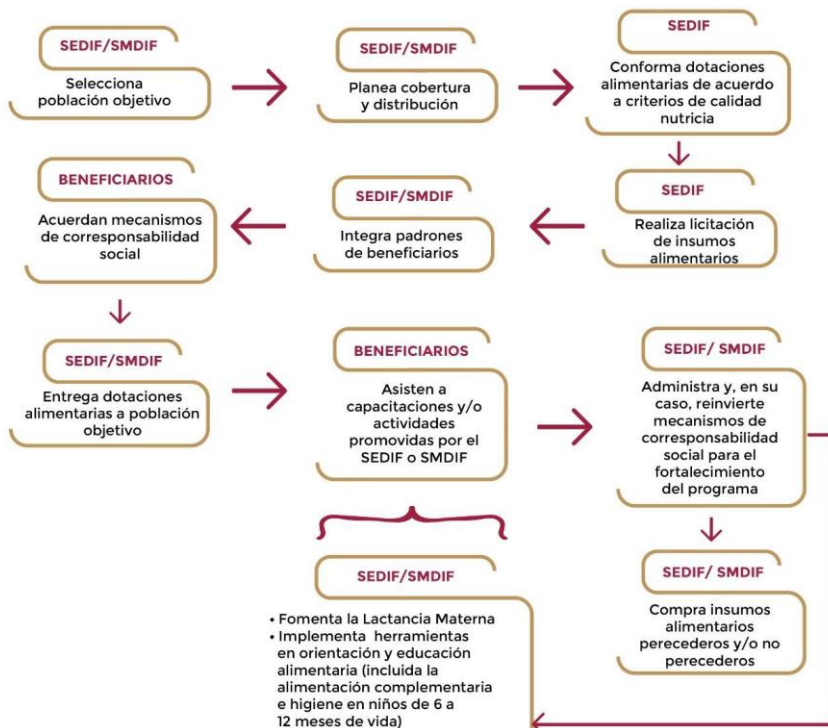 SEDIF/SMDIF
Selecciona
población objetivo
SEDIF/SMDIF
Planea cobertura
y distribución
SEDIF
Conforma dotaciones
alimentarias de acuerdo
a criterios de calidad
nutricia
SEDIF
Realiza licitación
de insumos
alimentarios
SEDIF/SMDIF
Integra padrones
de beneficiarios
BENEFICIARIOS
Acuerdan mecanismos
de corresponsabilidad
social
SEDIF/SMDIF
Entrega dotaciones
alimentarias a población
objetivo
BENEFICIARIOS
Asisten a
capacitaciones y/o
actividades
promovidas por el
SEDIF o SMDIF
SEDIF/ SMDIF
Administra y, en su
caso, reinvierte
mecanismos de
corresponsabilidad
social para el
fortalecimiento
del programa
SEDIF/SMDIF
• Fomenta la Lactancia Materna
• Implementa herramientas
en orientación y educación
alimentaria (incluida la
alimentación complementaria
e higiene en niños de 6 a
12 meses de vida)
SEDIF/ SMDIF
Compra insumos
alimentarios
perecederos y/o no
perecederos